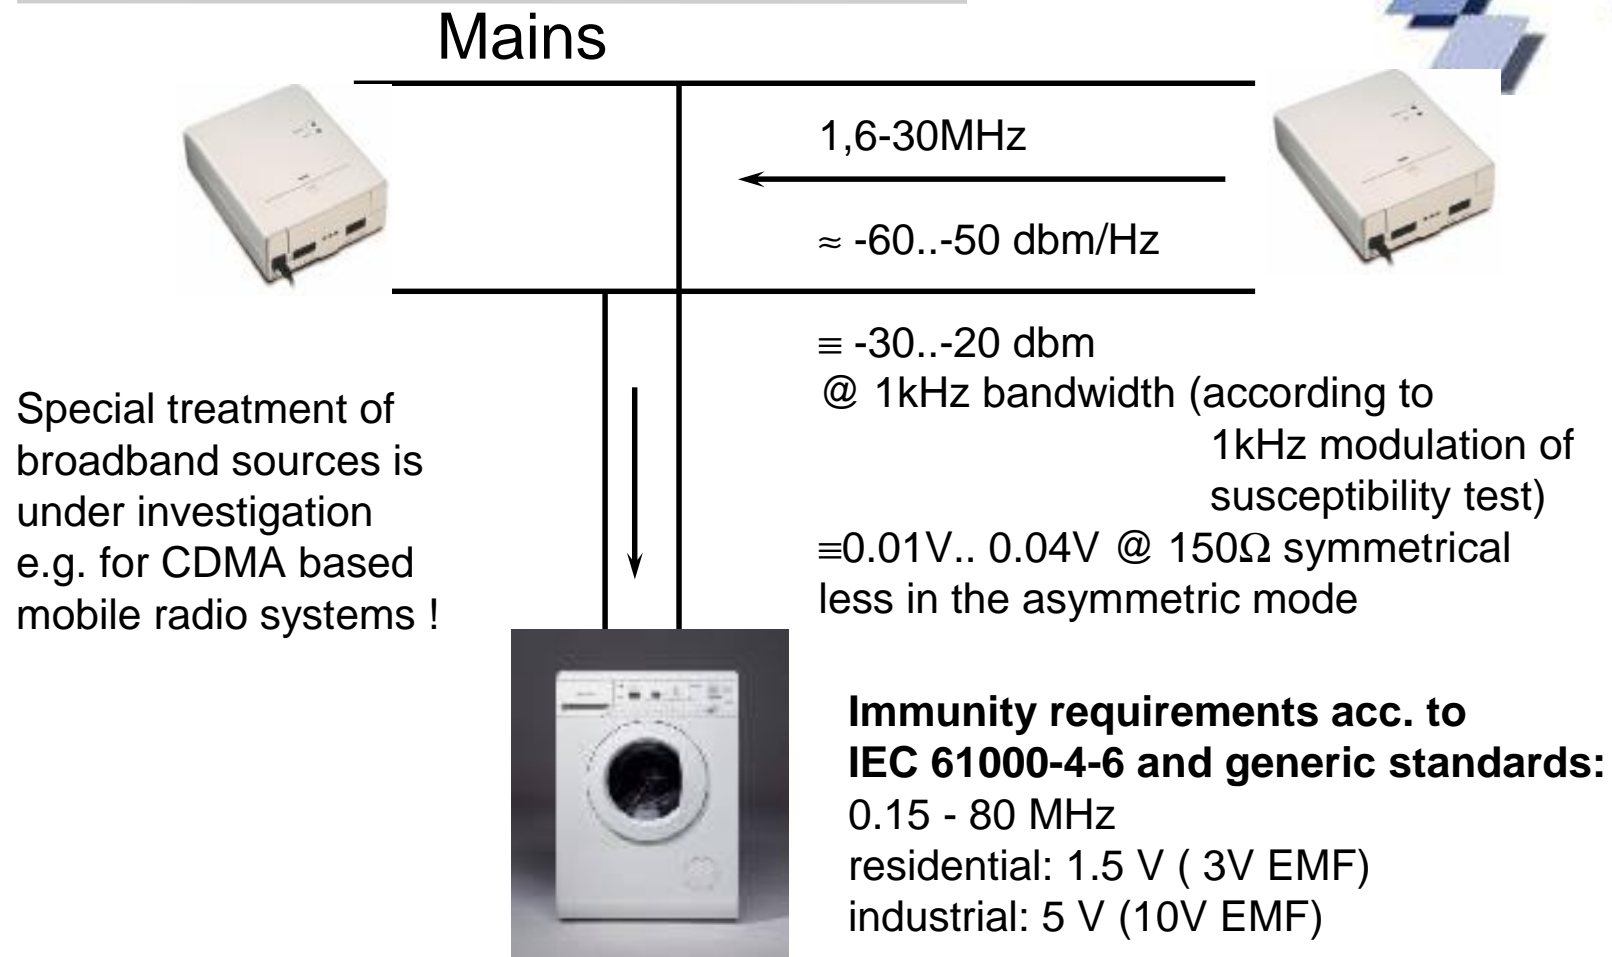 Mains
1,6-30MHz
≈ -60..-50 dbm/Hz
≡ -30..-20 dbm
@ 1kHz bandwidth (according to
1kHz modulation of
susceptibility test)
≡0.01V.. 0.04V @ 150Ω symmetrical
less in the asymmetric mode
Special treatment of
broadband sources is
under investigation
e.g. for CDMA based
mobile radio systems !
Immunity requirements acc. to
IEC 61000-4-6 and generic standards:
0.15 - 80 MHz
residential: 1.5 V ( 3V EMF)
industrial: 5 V (10V EMF)